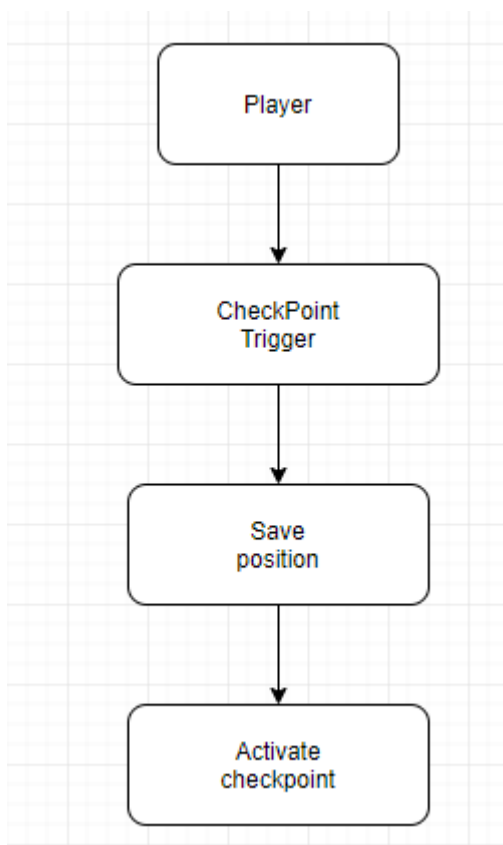 Player
CheckPoint
Trigger
Save
position
Activate
checkpoint